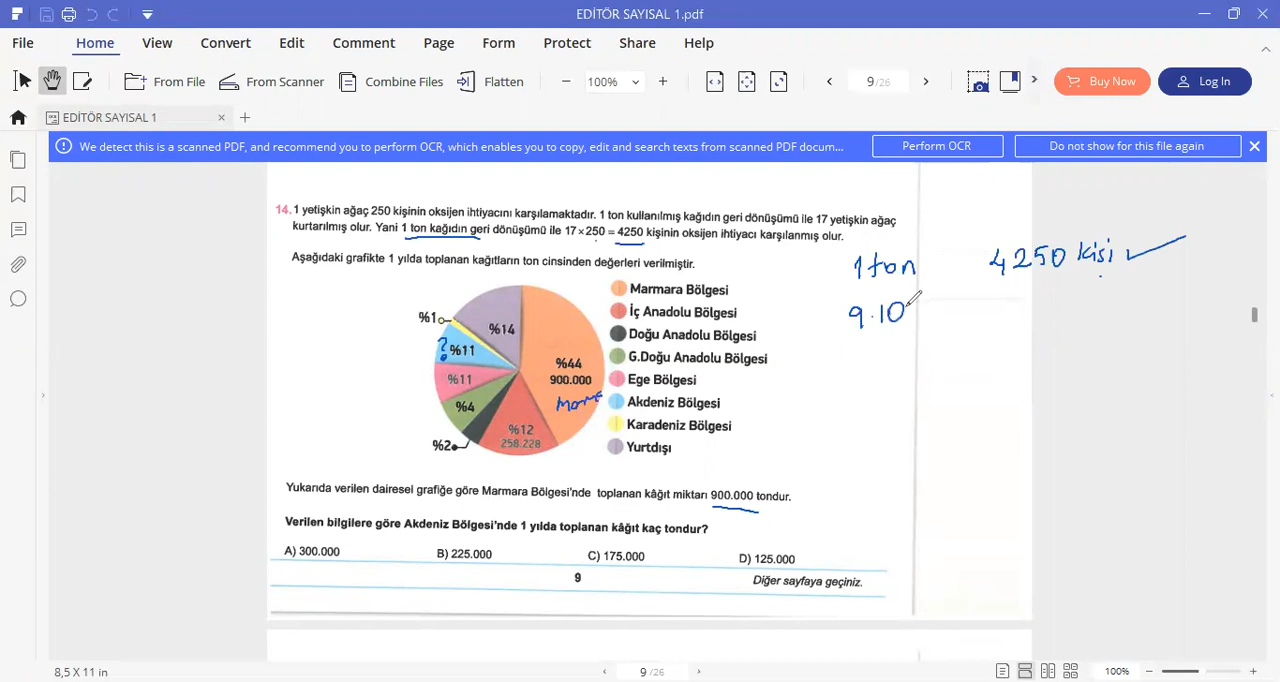 EDİTÖR SAYISAL 1.pdf
File Home View Convert Edit Comment Page Form Protect Share Help
From File From Scanner Combine Files Flatten 100% 9/26 Buy Now Log In
EDİTÖR SAYISAL 1
We detect this is a scanned PDF, and recommend you to perform OCR, which enables you to copy, edit and search texts from scanned PDF docum... Perform OCR Do not show for this file again
14. 1 yetişkin ağaç 250 kişinin oksijen ihtiyacını karşılamaktadır. 1 ton kullanılmış kağıdın geri dönüşümü ile 17 yetişkin ağaç
kurtarılmış olur. Yani 1 ton kağıdın geri dönüşümü ile 17×250 = 4250 kişinin oksijen ihtiyacı karşılanmış olur.
Aşağıdaki grafikte 1 yılda toplanan kağıtların ton cinsinden değerleri verilmiştir.
1 ton 4250 kişi
9.10
%1
%14
? %11
%11
%4
%2
%12
258.228
%44
900.000
Marmara Bölgesi
İç Anadolu Bölgesi
Doğu Anadolu Bölgesi
G.Doğu Anadolu Bölgesi
Ege Bölgesi
Akdeniz Bölgesi
Karadeniz Bölgesi
Yurtdışı
Yukarıda verilen dairesel grafiğe göre Marmara Bölgesi'nde toplanan kâğıt miktarı 900.000 tondur.
Verilen bilgilere göre Akdeniz Bölgesi'nde 1 yılda toplanan kâğıt kaç tondur?
A) 300.000 B) 225.000 C) 175.000 D) 125.000
9
Diğer sayfaya geçiniz.
8,5 X 11 in 9/26 100%